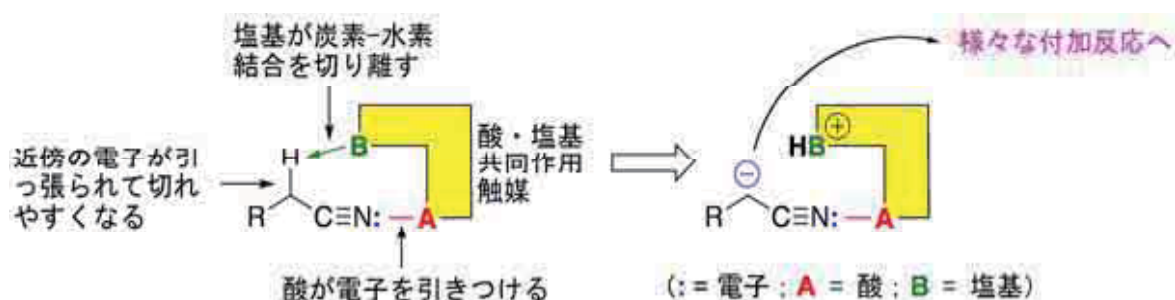 塩基が炭素-水素
結合を切り離す
様々な付加反応へ
近傍の電子が引
っ張られて切れ
やすくなる
H
B
酸・塩基
共同作用
触媒
R
C≡N:
A
酸が電子を引きつける
HB
⊕
⊖
R
C≡N:
A
(:= 電子 ; A = 酸 ; B = 塩基)